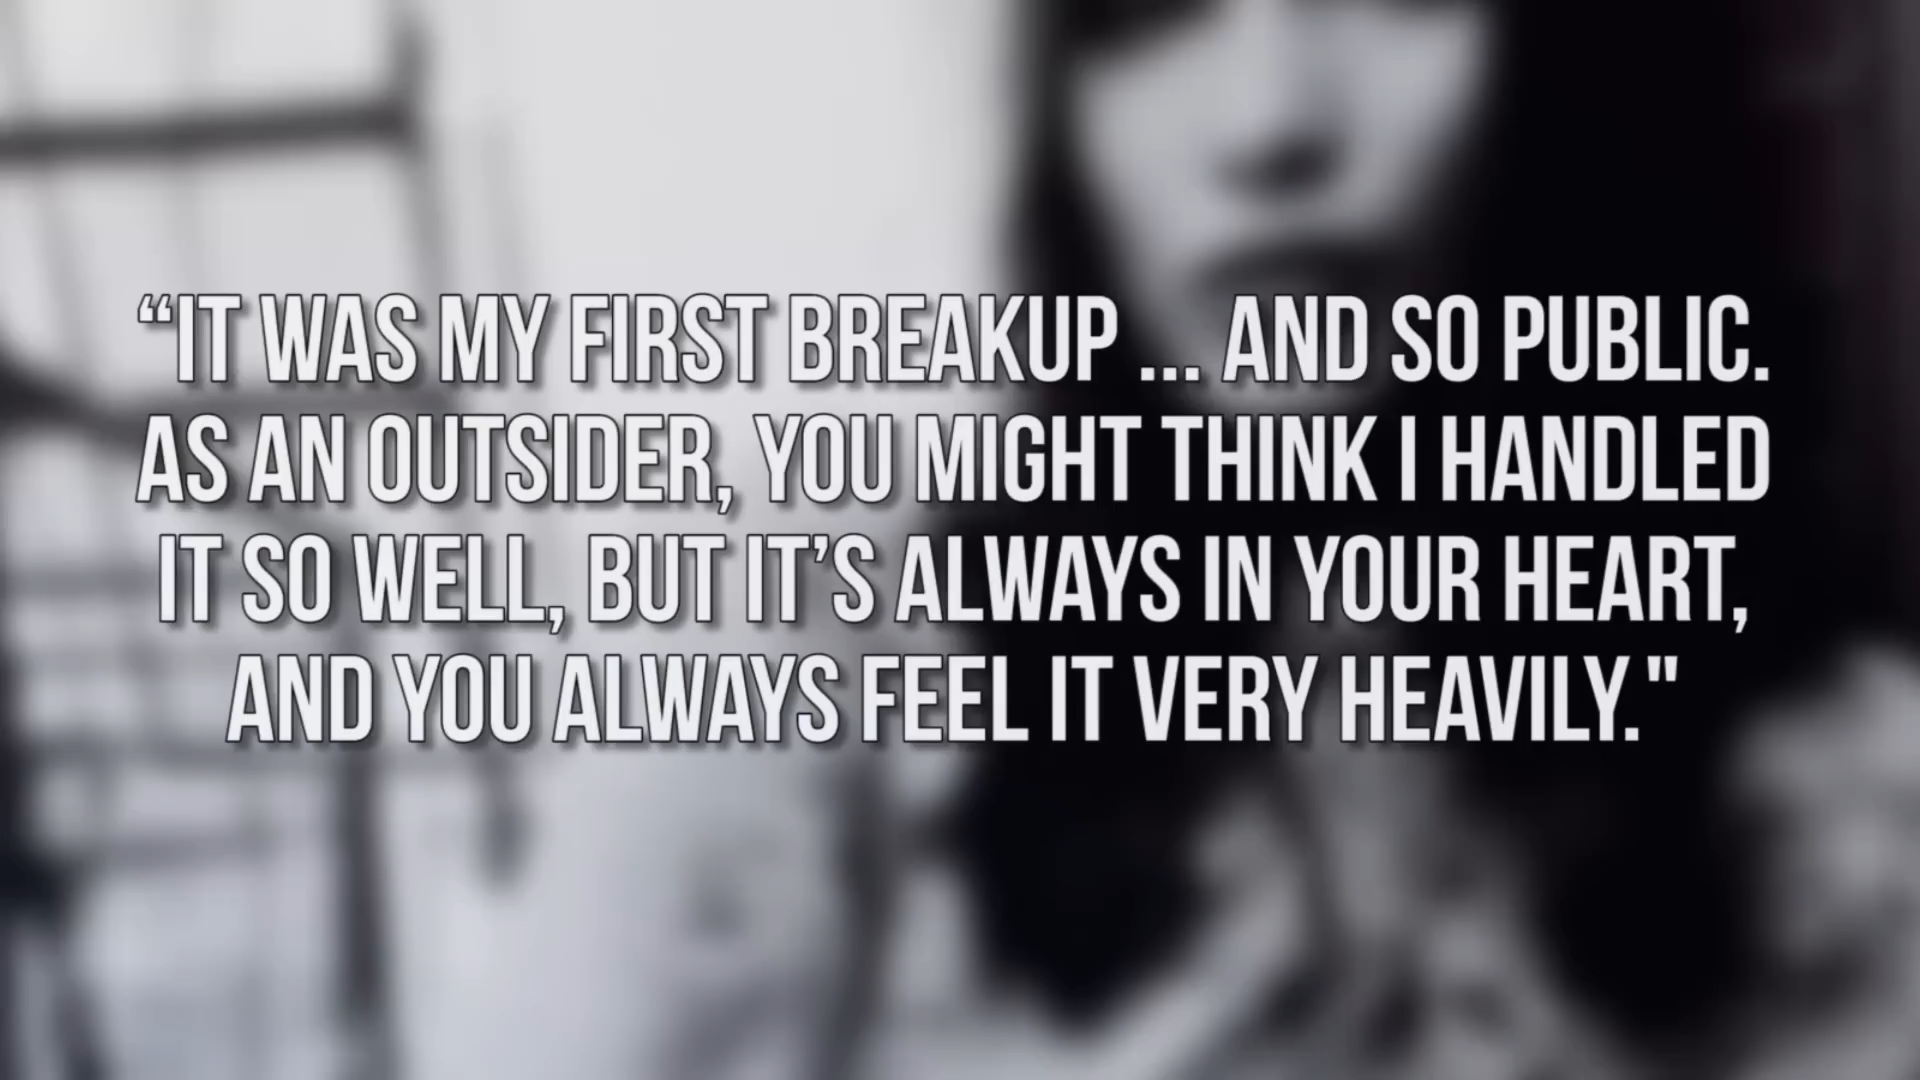 “IT WAS MY FIRST BREAKUP ... AND SO PUBLIC.
AS AN OUTSIDER, YOU MIGHT THINK I HANDLED
IT SO WELL, BUT IT’S ALWAYS IN YOUR HEART,
AND YOU ALWAYS FEEL IT VERY HEAVILY."